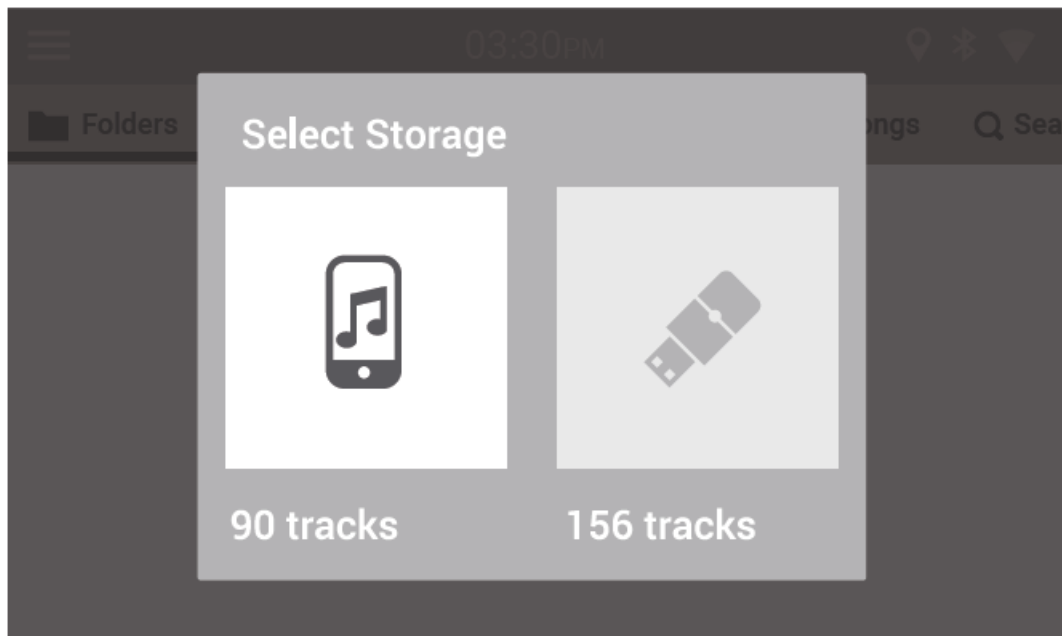 03:30PM
Folders
ongs
Sea
Select Storage
90 tracks
156 tracks